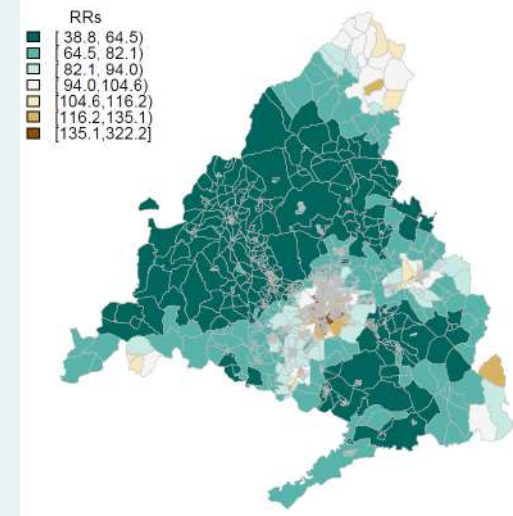 RRs
[ 38.8, 64.5)
[ 64.5, 82.1)
[ 82.1, 94.0)
[ 94.0,104.6)
[104.6,116.2)
[116.2,135.1)
[135.1,322.2]